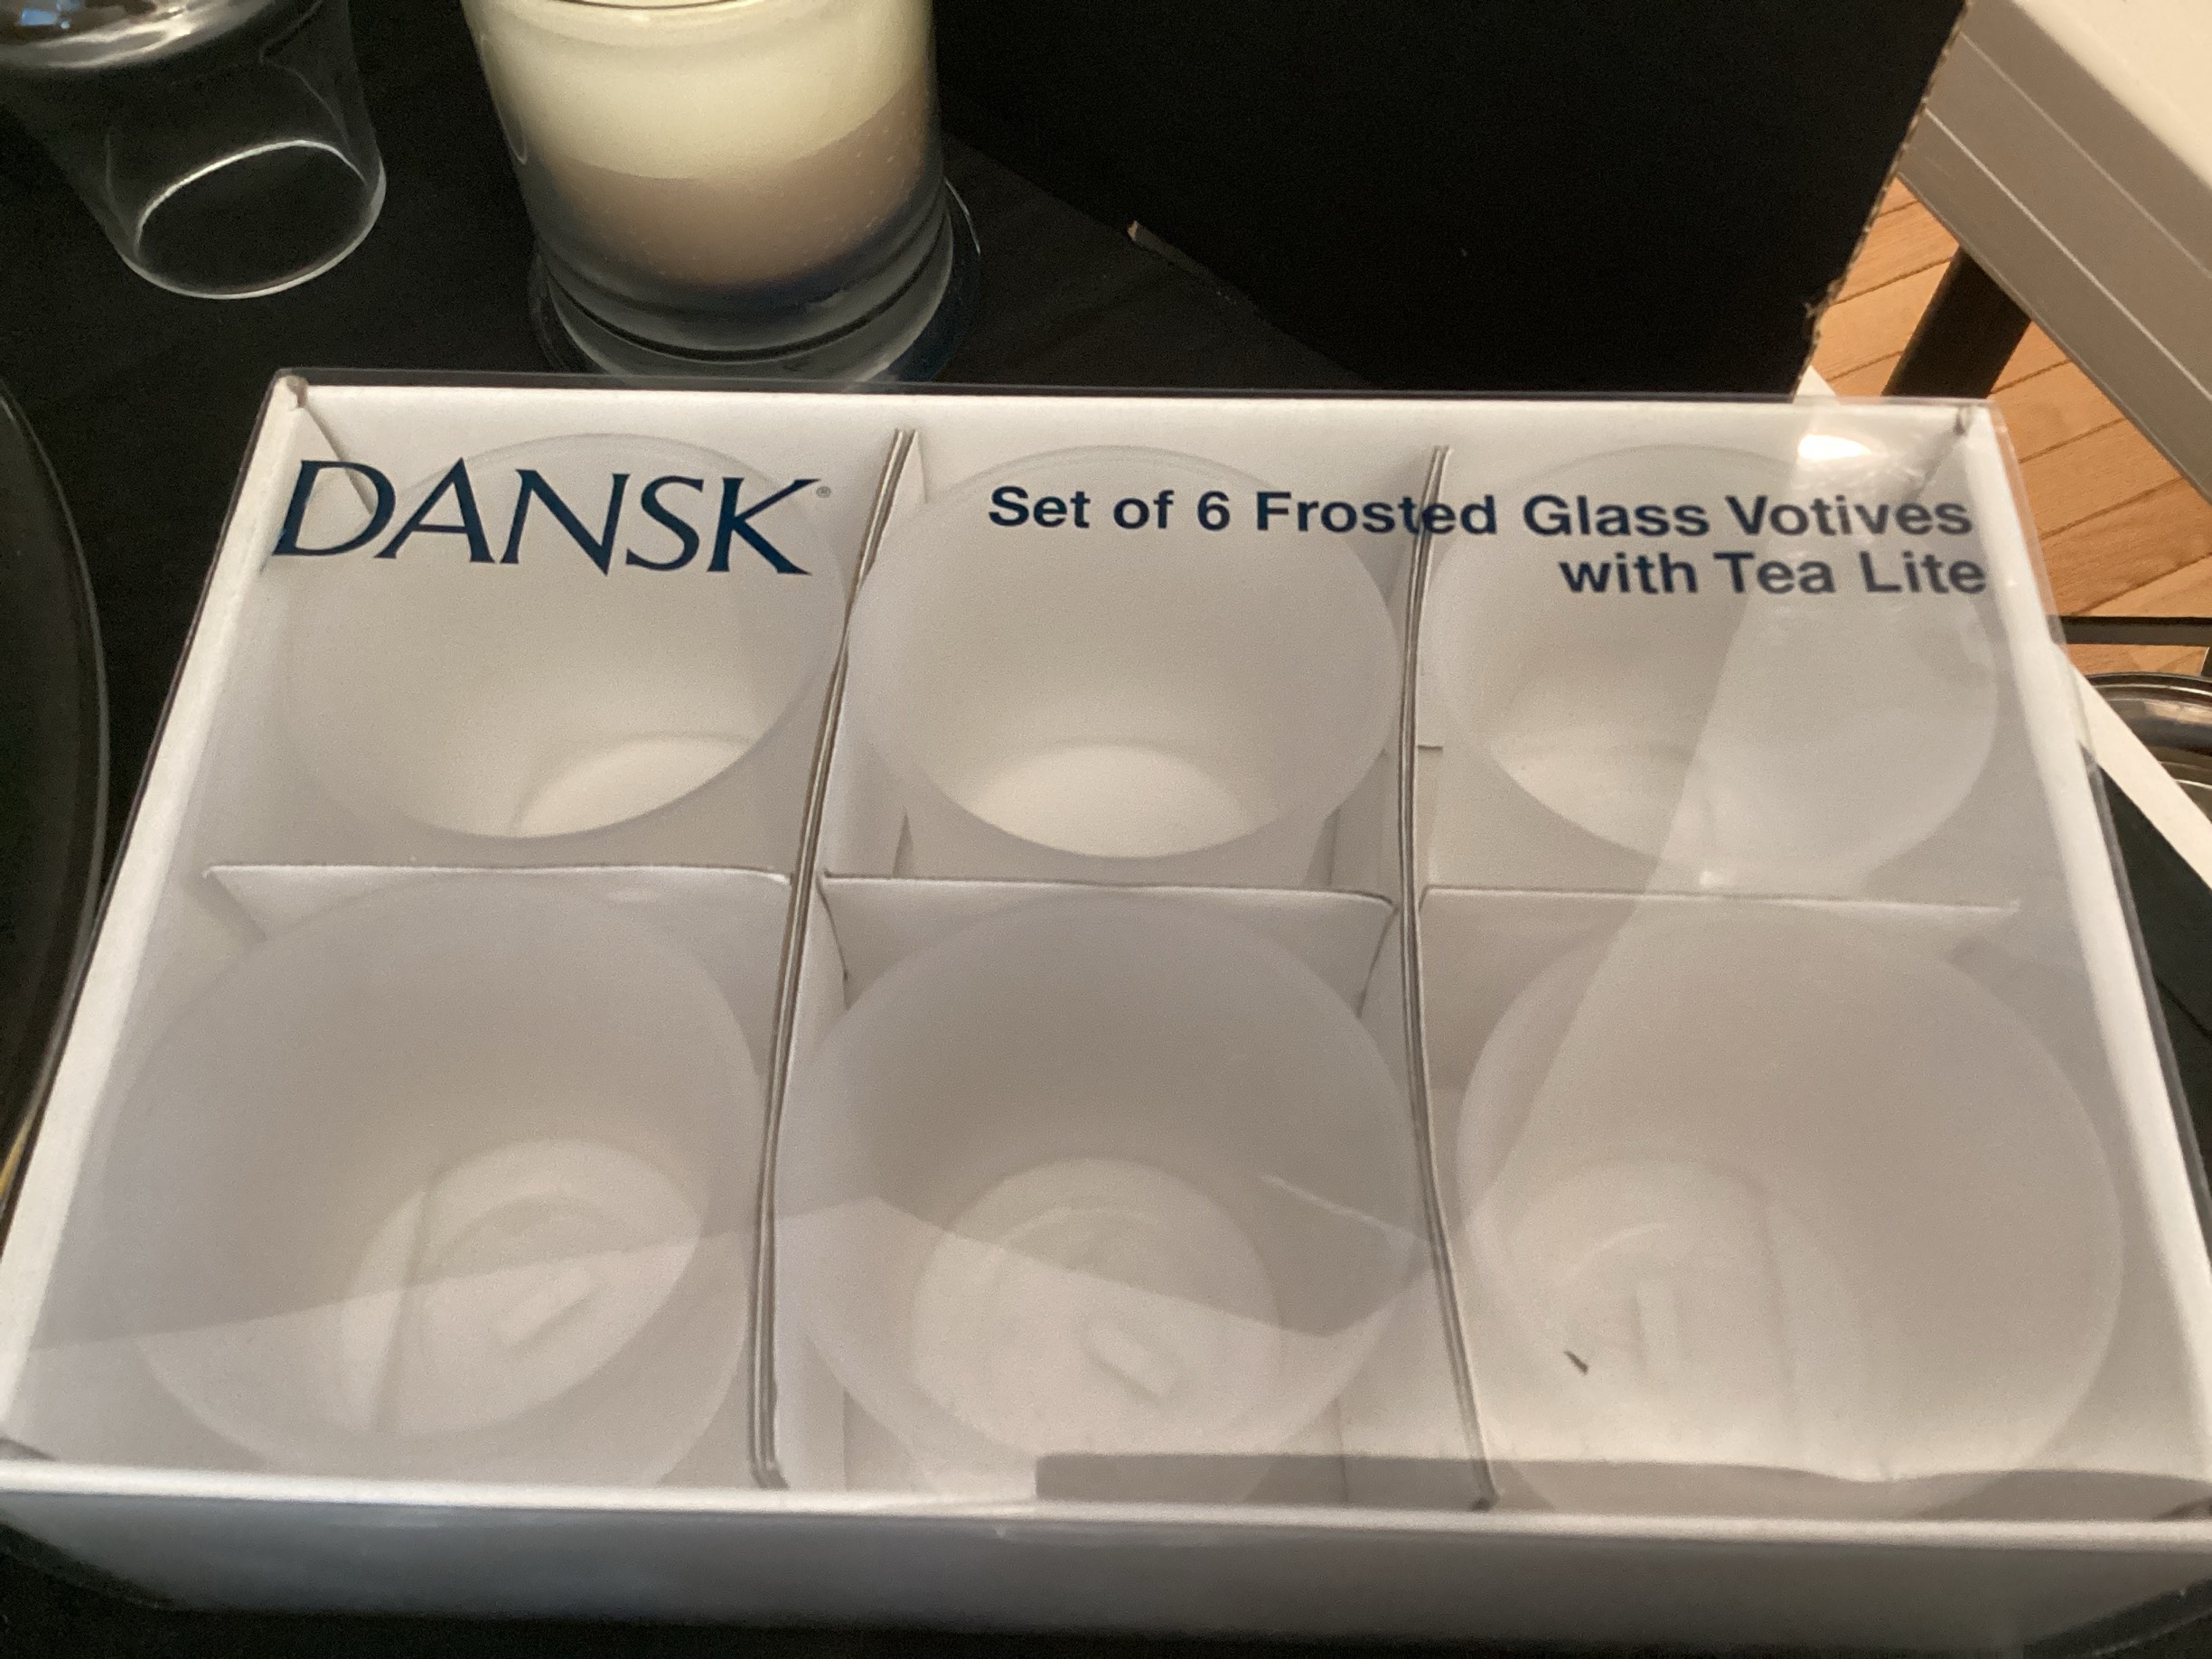 DANSK®
Set of 6 Frosted Glass Votives
with Tea Lite